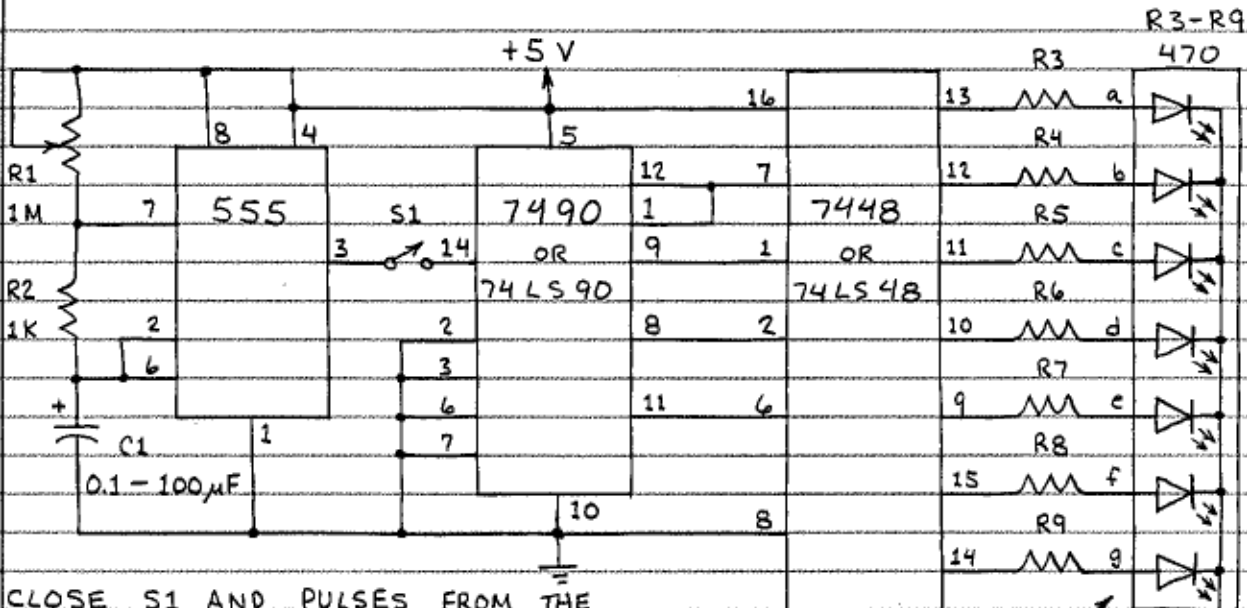 R3-R9
470
+5 V
R3
16
13
a
8
4
5
R4
R1
1M
12
7
12
b
7
555
S1
7490
1
7448
R5
3
14
OR
9
1
OR
11
c
R2
74LS90
74LS48
R6
1K
2
2
8
2
10
d
6
3
R7
+
6
11
6
9
e
C1
1
7
R8
0.1-100µF
15
f
10
8
R9
14
g
CLOSE S1 AND PULSES FROM THE